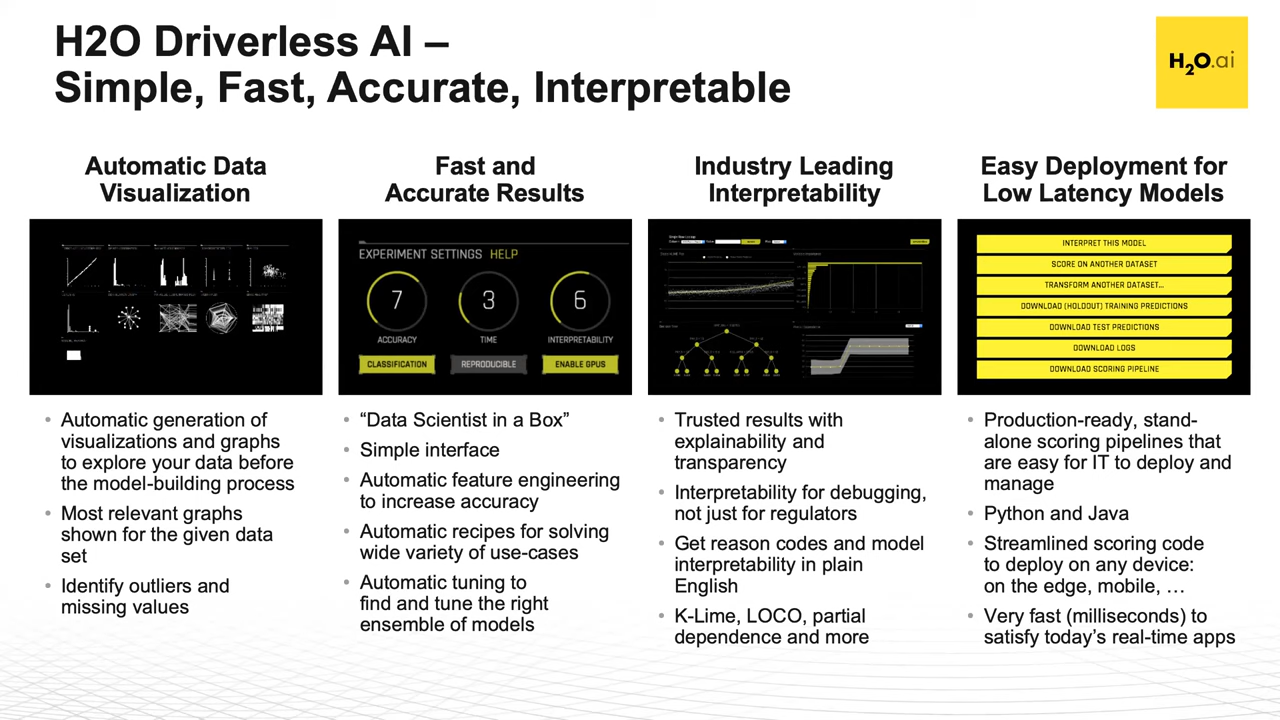 H2O Driverless AI –
Simple, Fast, Accurate, Interpretable
H2O.ai
Automatic Data
Visualization
Automatic generation of
visualizations and graphs
to explore your data before
the model-building process
Most relevant graphs
shown for the given data
set
Identify outliers and
missing values
Fast and
Accurate Results
EXPERIMENT SETTINGS HELP
7 3 6
ACCURACY TIME INTERPRETABILITY
CLASSIFICATION REPRODUCIBLE ENABLE GPUS
“Data Scientist in a Box”
Simple interface
Automatic feature engineering
to increase accuracy
Automatic recipes for solving
wide variety of use-cases
Automatic tuning to
find and tune the right
ensemble of models
Industry Leading
Interpretability
Trusted results with
explainability and
transparency
Interpretability for debugging,
not just for regulators
Get reason codes and model
interpretability in plain
English
K-Lime, LOCO, partial
dependence and more
Easy Deployment for
Low Latency Models
INTERPRET THIS MODEL
SCORE ON ANOTHER DATASET
TRANSFORM ANOTHER DATASET...
DOWNLOAD (HOLDOUT) TRAINING PREDICTIONS
DOWNLOAD TEST PREDICTIONS
DOWNLOAD LOGS
DOWNLOAD SCORING PIPELINE
Production-ready, stand-
alone scoring pipelines that
are easy for IT to deploy and
manage
Python and Java
Streamlined scoring code
to deploy on any device:
on the edge, mobile, …
Very fast (milliseconds) to
satisfy today’s real-time apps